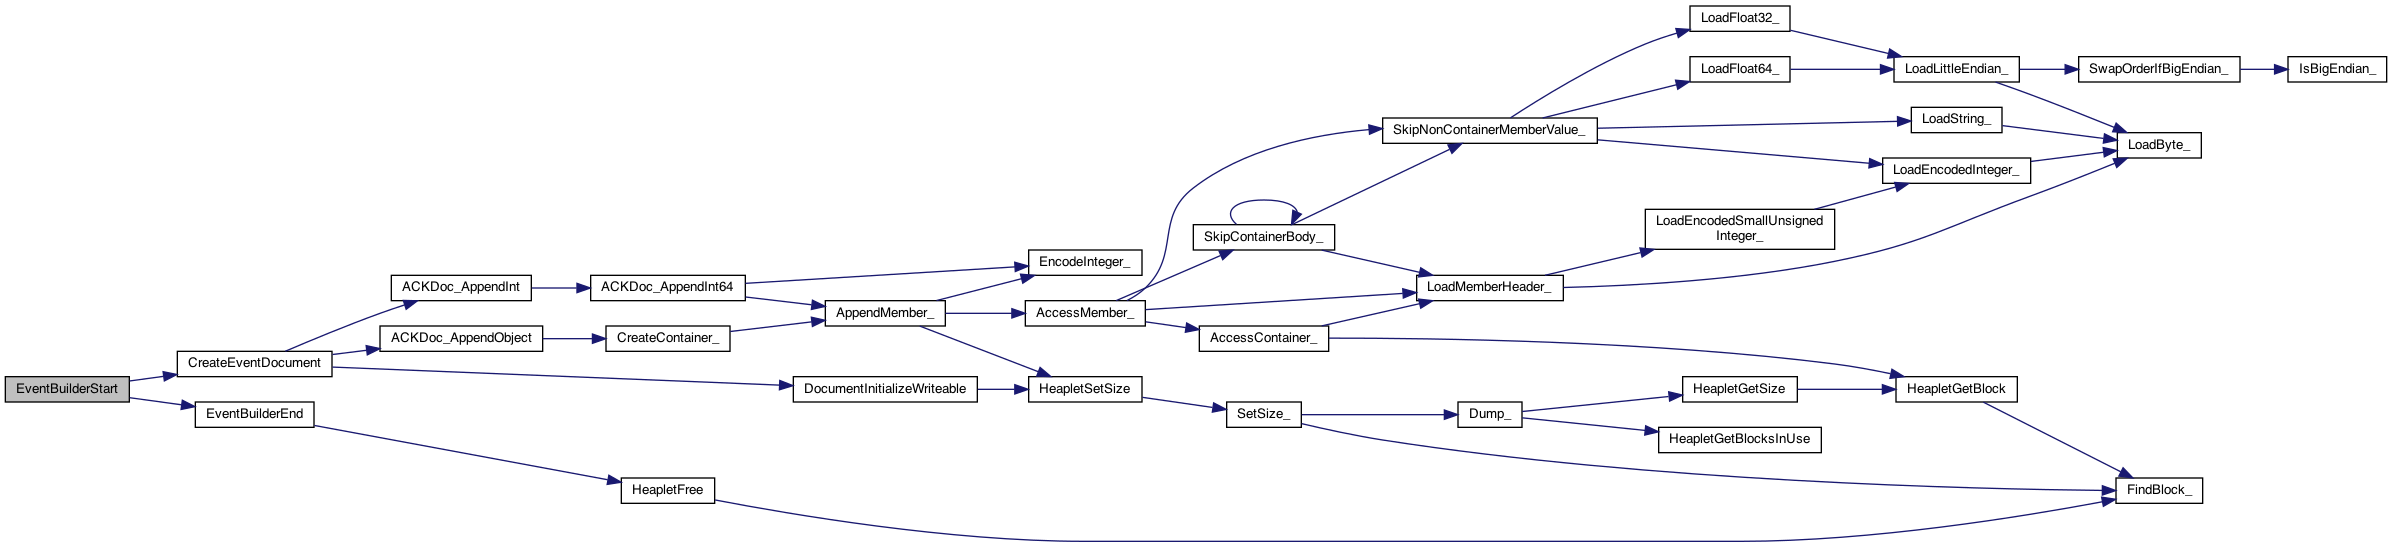 EventBuilderStart
CreateEventDocument
EventBuilderEnd
ACKDoc_AppendInt
ACKDoc_AppendObject
ACKDoc_AppendInt64
CreateContainer_
HeapletFree
DocumentInitializeWriteable
AppendMember_
EncodeInteger_
AccessMember_
HeapletSetSize
SkipContainerBody_
AccessContainer_
SetSize_
SkipNonContainerMemberValue_
LoadMemberHeader_
Dump_
LoadFloat32_
LoadFloat64_
LoadEncodedSmallUnsigned
Integer_
HeapletGetSize
HeapletGetBlocksInUse
LoadLittleEndian_
LoadString_
LoadEncodedInteger_
HeapletGetBlock
SwapOrderIfBigEndian_
LoadByte_
FindBlock_
IsBigEndian_